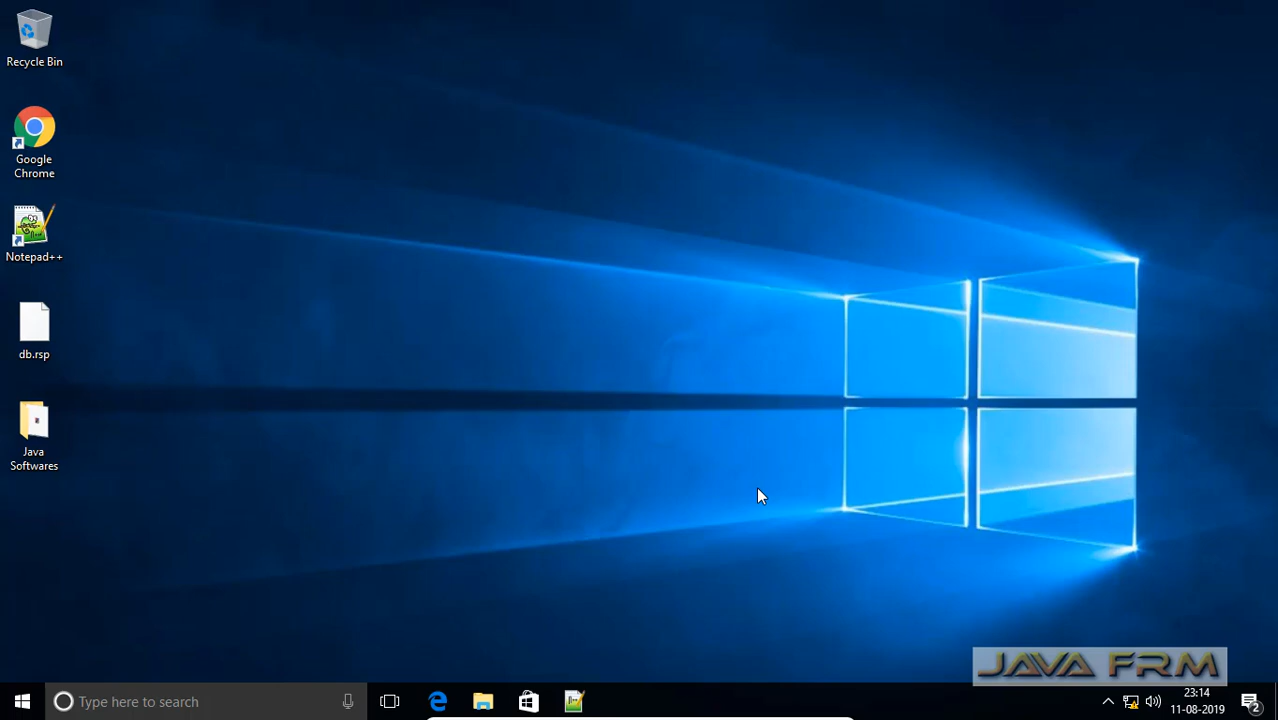 Recycle Bin
Google
Chrome
Notepad++
db.rsp
Java
Softwares
JAVA FRM
Type here to search
23:14
11-08-2019
2